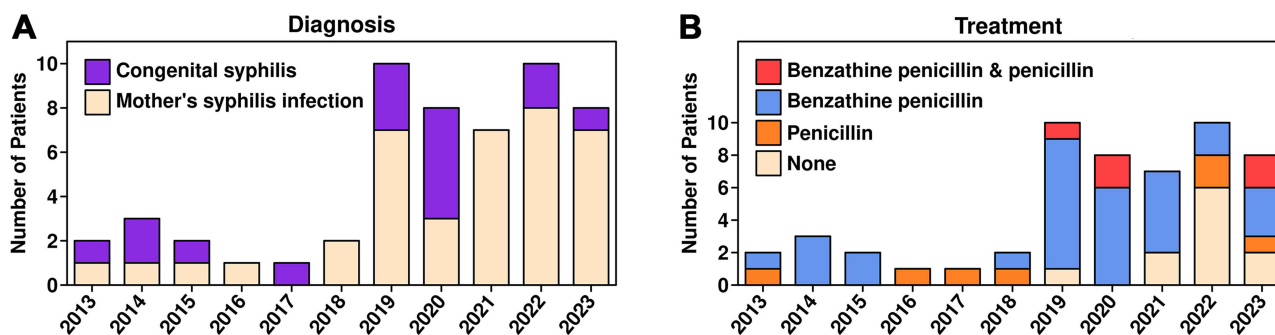 A
Diagnosis
Number of Patients
10
8
6
4
2
0
Congenital syphilis
Mother's syphilis infection
2013 2014 2015 2016 2017 2018 2019 2020 2021 2022 2023
B
Treatment
Number of Patients
10
8
6
4
2
0
Benzathine penicillin & penicillin
Benzathine penicillin
Penicillin
None
2013 2014 2015 2016 2017 2018 2019 2020 2021 2022 2023